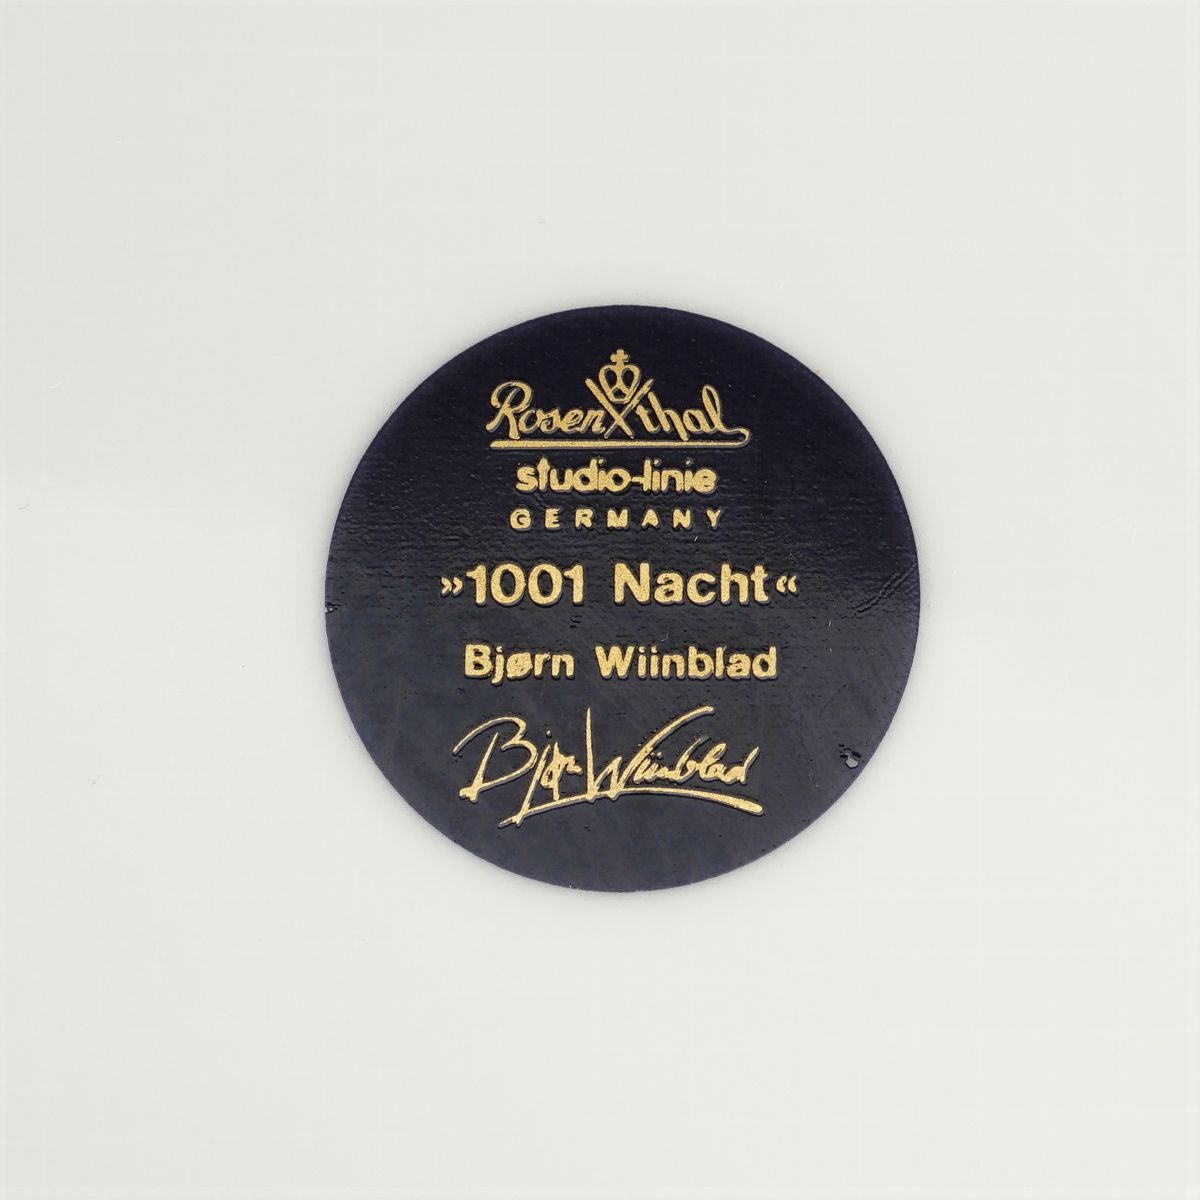 Rosenthal
studio-linie
GERMANY
»1001 Nacht«
Bjørn Wiinblad
Bjørn Wiinblad